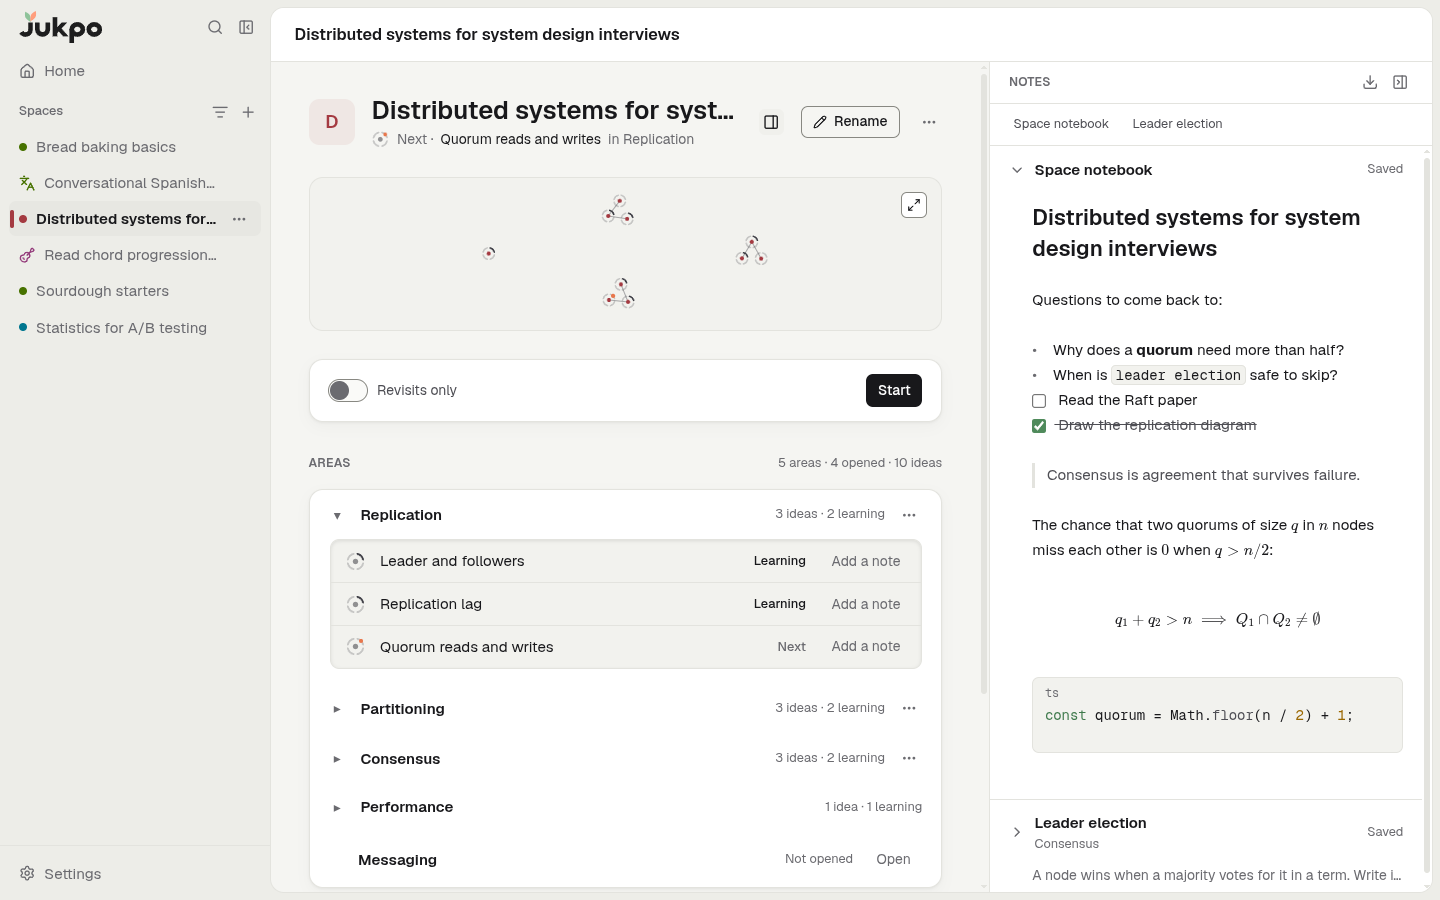 Jukpo
Home
Spaces
Bread baking basics
Conversational Spanish...
Distributed systems for...
Read chord progression...
Sourdough starters
Statistics for A/B testing
Settings
Distributed systems for system design interviews
D
Distributed systems for syst...
Next · Quorum reads and writes in Replication
Rename
Revisits only
Start
AREAS
5 areas · 4 opened · 10 ideas
Replication
3 ideas · 2 learning
Leader and followers
Learning
Add a note
Replication lag
Learning
Add a note
Quorum reads and writes
Next
Add a note
Partitioning
3 ideas · 2 learning
Consensus
3 ideas · 2 learning
Performance
1 idea · 1 learning
Messaging
Not opened
Open
NOTES
Space notebook
Leader election
Space notebook
Saved
Distributed systems for system
design interviews
Questions to come back to:
• Why does a quorum need more than half?
• When is leader election safe to skip?
Read the Raft paper
Draw the replication diagram
Consensus is agreement that survives failure.
The chance that two quorums of size q in n nodes
miss each other is 0 when q > n/2:
q₁ + q₂ > n ⟹ Q₁ ∩ Q₂ ≠ ∅
ts
const quorum = Math.floor(n / 2) + 1;
Leader election
Saved
Consensus
A node wins when a majority votes for it in a term. Write i...